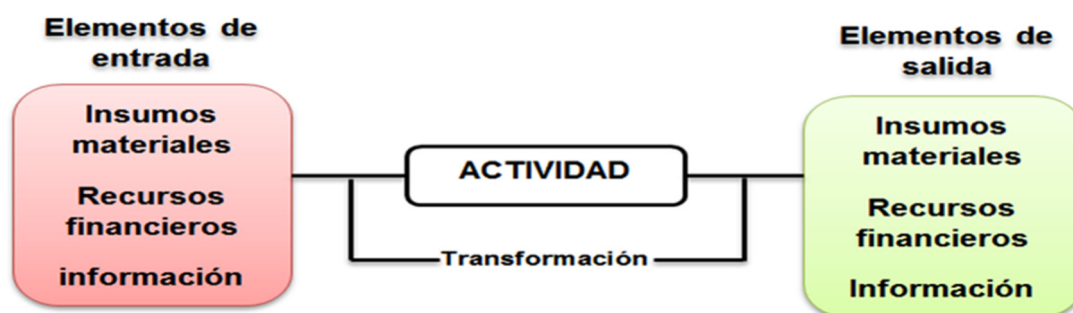 Elementos de
entrada
Insumos
materiales
Recursos
financieros
información
ACTIVIDAD
Transformación
Elementos de
salida
Insumos
materiales
Recursos
financieros
Información